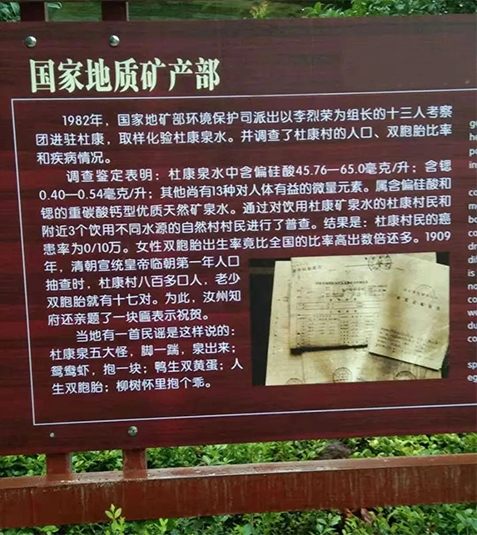 国家地质矿产部
1982年，国家地矿部环境保护司派出以李烈荣为组长的十三人考察
团进驻杜康，取样化验杜康泉水。并调查了杜康村的人口、双胞胎比率
和疾病情况。
调查鉴定表明：杜康泉水中含偏硅酸45.76—65.0毫克/升；含锶
0.40—0.54毫克/升；其他尚有13种对人体有益的微量元素。属含偏硅酸和
锶的重碳酸钙型优质天然矿泉水。通过对饮用杜康矿泉水的杜康村民和
附近3个饮用不同水源的自然村村民进行了普查。结果是：杜康村民的癌
患率为0/10万。女性双胞胎出生率竟比全国的比率高出数倍还多。1909
年，清朝宣统皇帝临朝第一年人口
抽查时，杜康村八百多口人，老少
双胞胎就有十七对。为此，汝州知
府还亲题了一块匾表示祝贺。
当地有一首民谣是这样说的：
杜康泉五大怪，脚一踹，泉出来；
鸳鸯虾，抱一块；鸭生双黄蛋；人
生双胞胎；柳树怀里抱个乖。